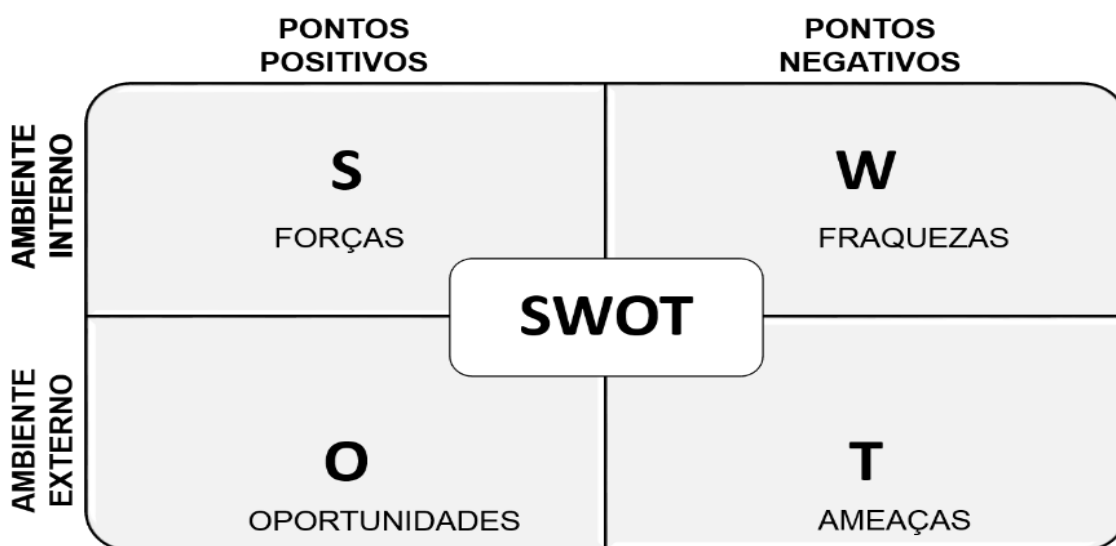 PONTOS
POSITIVOS
PONTOS
NEGATIVOS
AMBIENTE
INTERNO
S
FORÇAS
W
FRAQUEZAS
SWOT
AMBIENTE
EXTERNO
O
OPORTUNIDADES
T
AMEAÇAS